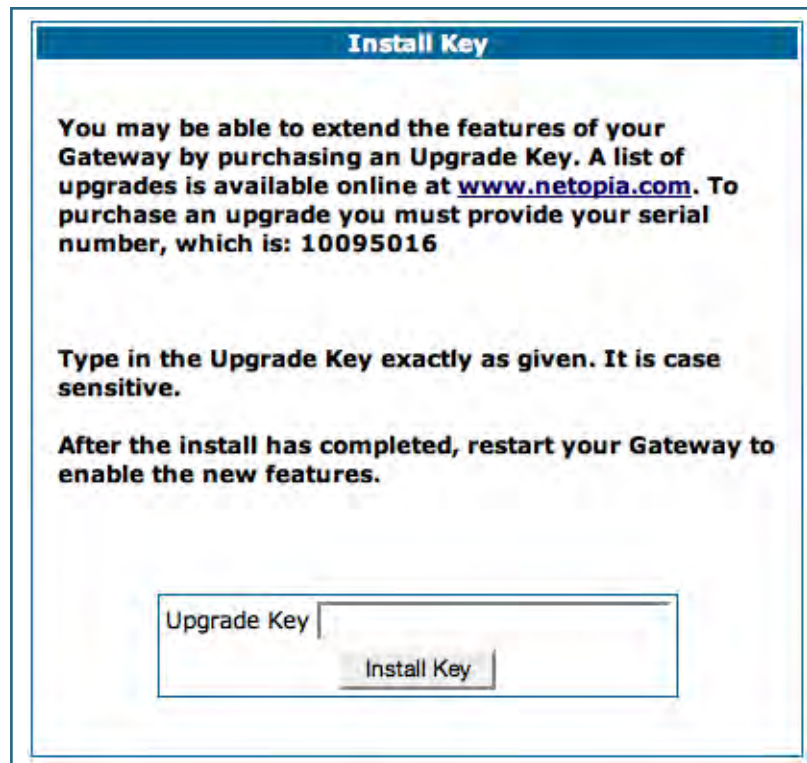 Install Key
You may be able to extend the features of your
Gateway by purchasing an Upgrade Key. A list of
upgrades is available online at www.netopia.com. To
purchase an upgrade you must provide your serial
number, which is: 10095016
Type in the Upgrade Key exactly as given. It is case
sensitive.
After the install has completed, restart your Gateway to
enable the new features.
Upgrade Key
Install Key